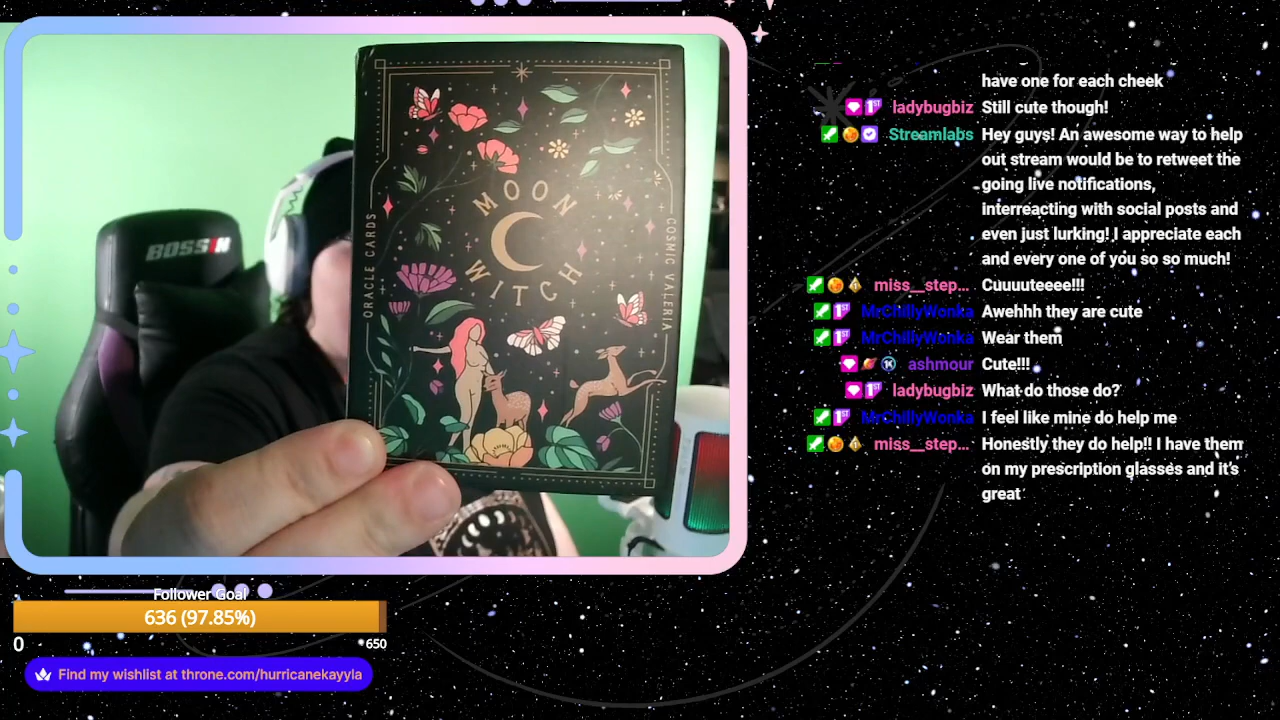 BOSSIN
MOON
WITCH
ORACLE CARDS
COSMIC VALERIA
have one for each cheek
ladybugbiz Still cute though!
Streamlabs Hey guys! An awesome way to help
out stream would be to retweet the
going live notifications,
interreacting with social posts and
even just lurking! I appreciate each
and every one of you so so much!
miss__step... Cuuuuteeee!!!
MrChillyWonka Awehhh they are cute
MrChillyWonka Wear them
ashmour Cute!!!
ladybugbiz What do those do?
MrChillyWonka I feel like mine do help me
miss__step... Honestly they do help!! I have them
on my prescription glasses and it's
great
Follower Goal
636 (97.85%)
0 650
Find my wishlist at throne.com/hurricanekayyla